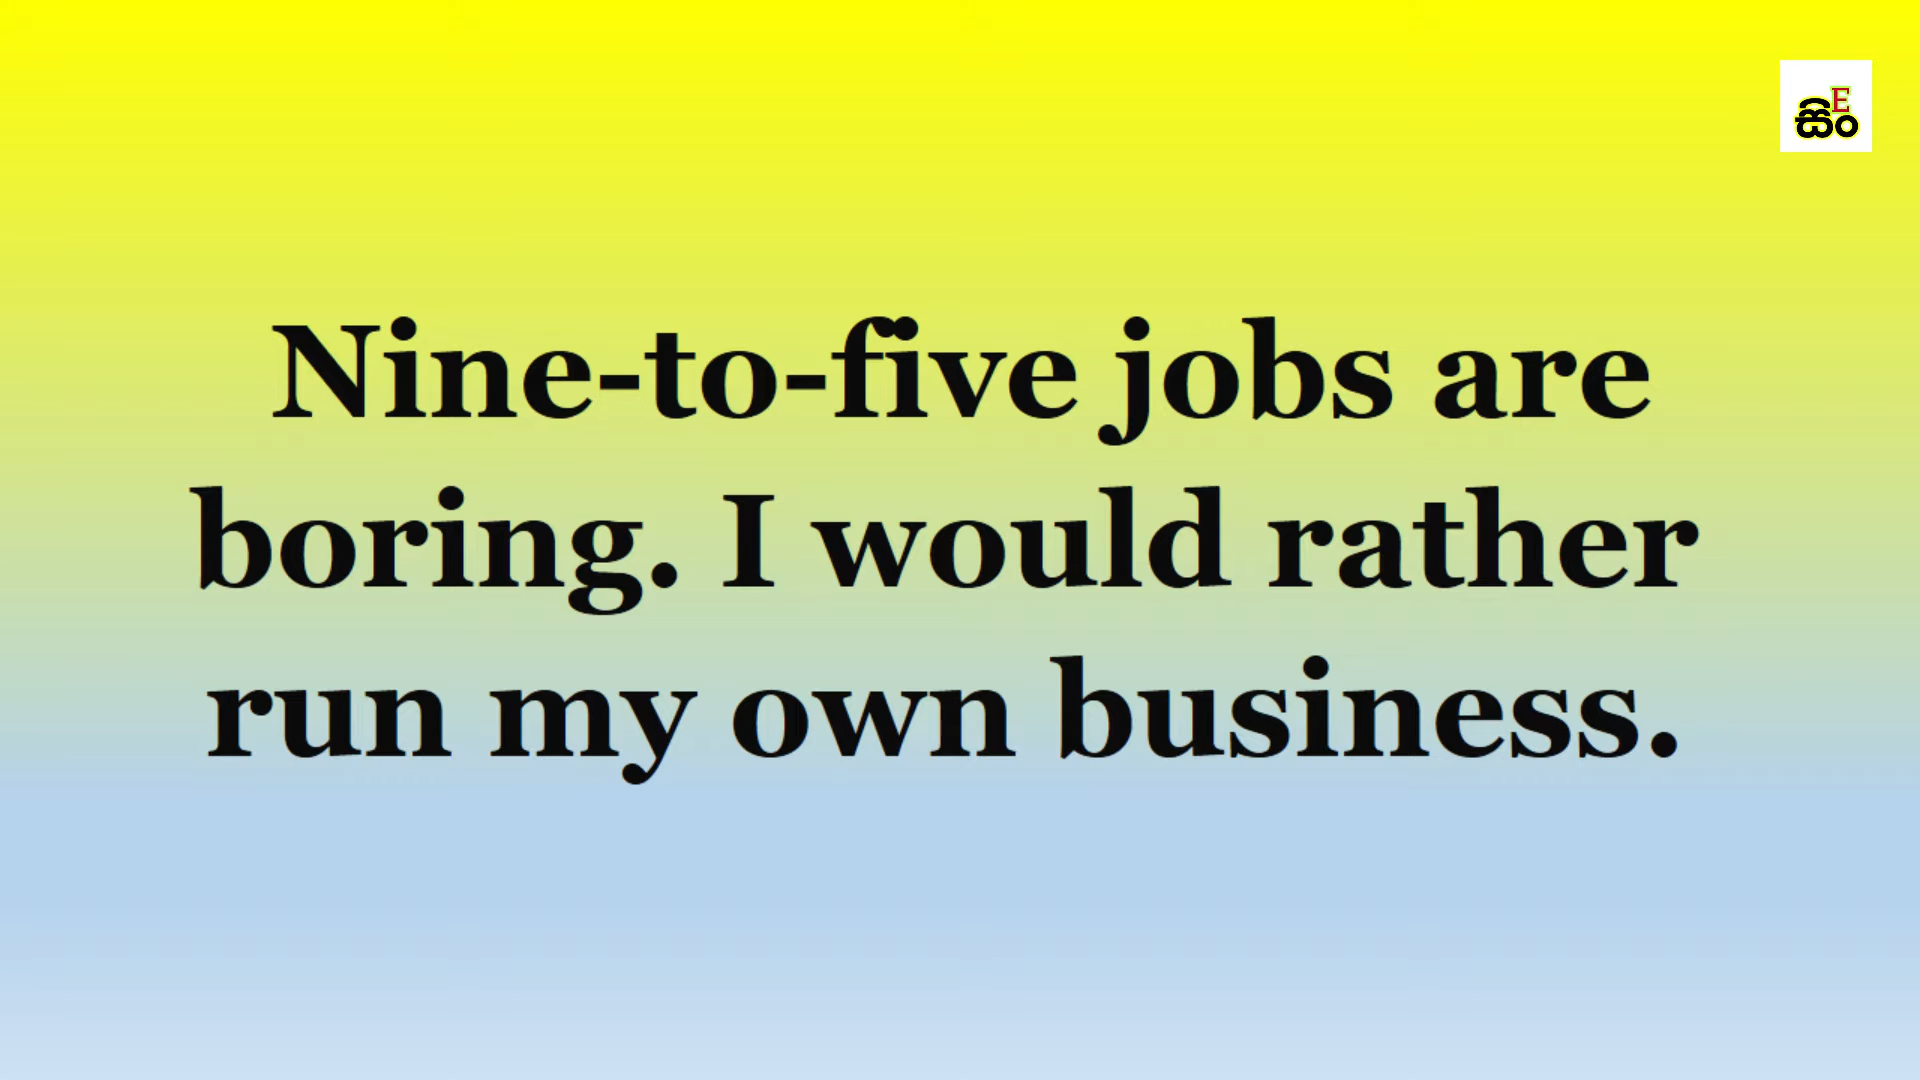 සිංE
Nine-to-five jobs are
boring. I would rather
run my own business.